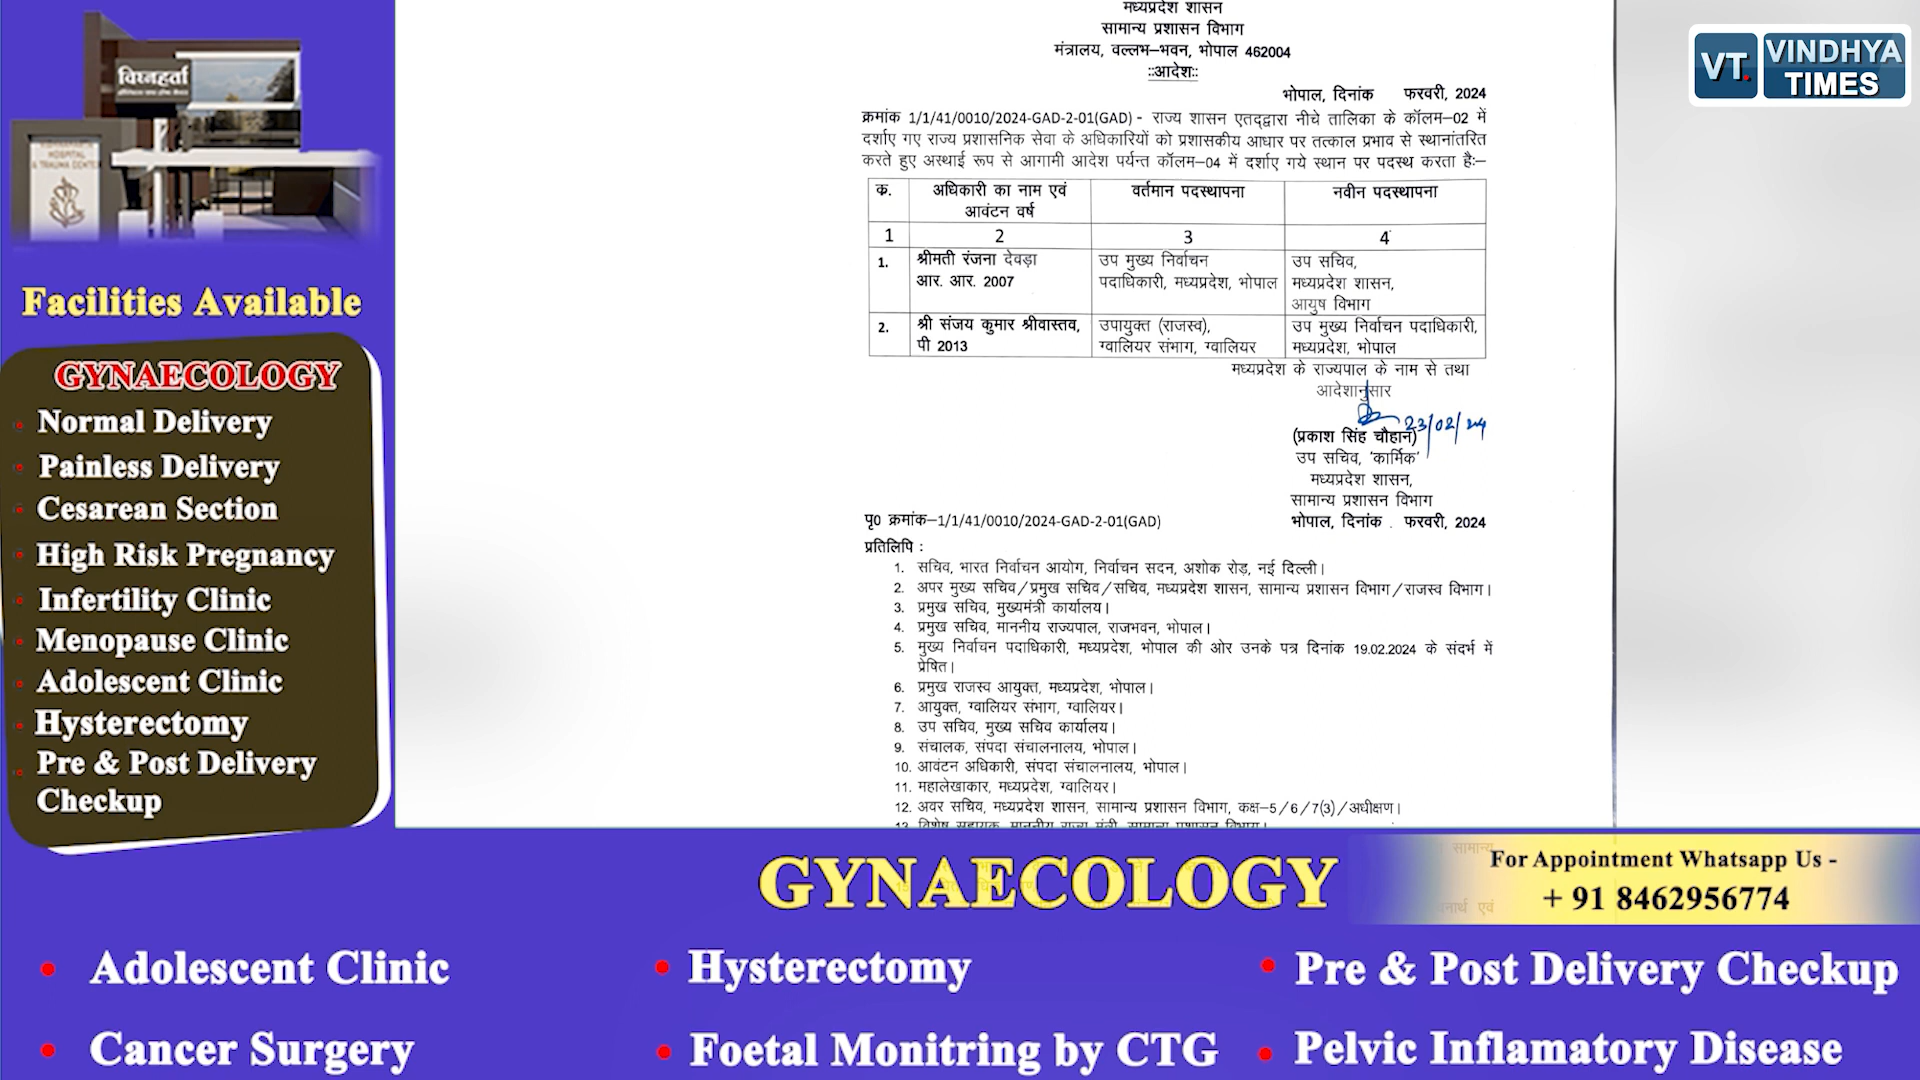 विघ्नहर्ता
HOSPITAL
& TRAUMA CENTER
Facilities Available
GYNAECOLOGY
Normal Delivery
Painless Delivery
Cesarean Section
High Risk Pregnancy
Infertility Clinic
Menopause Clinic
Adolescent Clinic
Hysterectomy
Pre & Post Delivery
Checkup
VT. VINDHYA
TIMES
मध्यप्रदेश शासन
सामान्य प्रशासन विभाग
मंत्रालय, वल्लभ–भवन, भोपाल 462004
::आदेश::
भोपाल, दिनांक फरवरी, 2024
क्रमांक 1/1/41/0010/2024-GAD-2-01(GAD) - राज्य शासन एतद्द्वारा नीचे तालिका के कॉलम–02 में
दर्शाए गए राज्य प्रशासनिक सेवा के अधिकारियों को प्रशासकीय आधार पर तत्काल प्रभाव से स्थानांतरित
करते हुए अस्थाई रूप से आगामी आदेश पर्यन्त कॉलम–04 में दर्शाए गये स्थान पर पदस्थ करता है:–
क्र. अधिकारी का नाम एवं वर्तमान पदस्थापना नवीन पदस्थापना
आवंटन वर्ष
1 2 3 4
1. श्रीमती रंजना देवड़ा उप मुख्य निर्वाचन उप सचिव,
आर. आर. 2007 पदाधिकारी, मध्यप्रदेश, भोपाल मध्यप्रदेश शासन,
आयुष विभाग
2. श्री संजय कुमार श्रीवास्तव, उपायुक्त (राजस्व), उप मुख्य निर्वाचन पदाधिकारी,
पी 2013 ग्वालियर संभाग, ग्वालियर मध्यप्रदेश, भोपाल
मध्यप्रदेश के राज्यपाल के नाम से तथा
आदेशानुसार
23/02/24
(प्रकाश सिंह चौहान)
उप सचिव, 'कार्मिक'
मध्यप्रदेश शासन,
सामान्य प्रशासन विभाग
पृ0 क्रमांक–1/1/41/0010/2024-GAD-2-01(GAD) भोपाल, दिनांक . फरवरी, 2024
प्रतिलिपि :
1. सचिव, भारत निर्वाचन आयोग, निर्वाचन सदन, अशोक रोड़, नई दिल्ली।
2. अपर मुख्य सचिव/प्रमुख सचिव/सचिव, मध्यप्रदेश शासन, सामान्य प्रशासन विभाग/राजस्व विभाग।
3. प्रमुख सचिव, मुख्यमंत्री कार्यालय।
4. प्रमुख सचिव, माननीय राज्यपाल, राजभवन, भोपाल।
5. मुख्य निर्वाचन पदाधिकारी, मध्यप्रदेश, भोपाल की ओर उनके पत्र दिनांक 19.02.2024 के संदर्भ में
प्रेषित।
6. प्रमुख राजस्व आयुक्त, मध्यप्रदेश, भोपाल।
7. आयुक्त, ग्वालियर संभाग, ग्वालियर।
8. उप सचिव, मुख्य सचिव कार्यालय।
9. संचालक, संपदा संचालनालय, भोपाल।
10. आवंटन अधिकारी, संपदा संचालनालय, भोपाल।
11. महालेखाकार, मध्यप्रदेश, ग्वालियर।
12. अवर सचिव, मध्यप्रदेश शासन, सामान्य प्रशासन विभाग, कक्ष–5/6/7(3)/अधीक्षण।
13. विशेष सहायक, माननीय राज्य मंत्री, सामान्य प्रशासन विभाग।
सामान्य
GYNAECOLOGY
For Appointment Whatsapp Us -
+ 91 8462956774
एवं
Adolescent Clinic
Hysterectomy
Pre & Post Delivery Checkup
Cancer Surgery
Foetal Monitring by CTG
Pelvic Inflamatory Disease